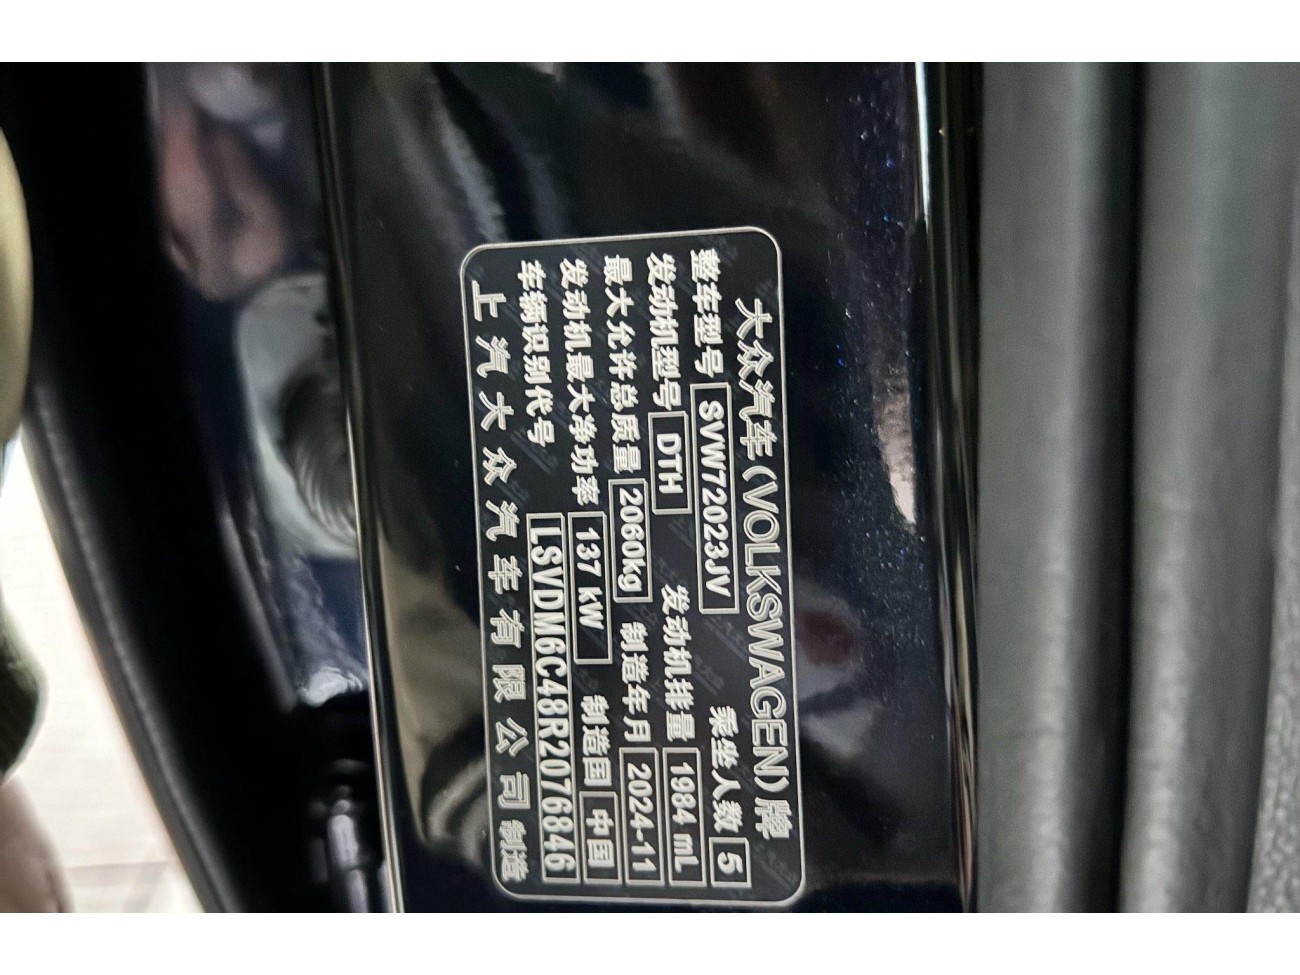 大众汽车(VOLKSWAGEN)牌
整车型号 SVW72023JV 乘坐人数 5
发动机型号 DTH 发动机排量 1984 mL
最大允许总质量 2060kg 制造年月 2024-11
发动机最大净功率 137 kW 制造国 中国
车辆识别代号 LSVDM6C48R2076846
上汽大众汽车有限公司 制造